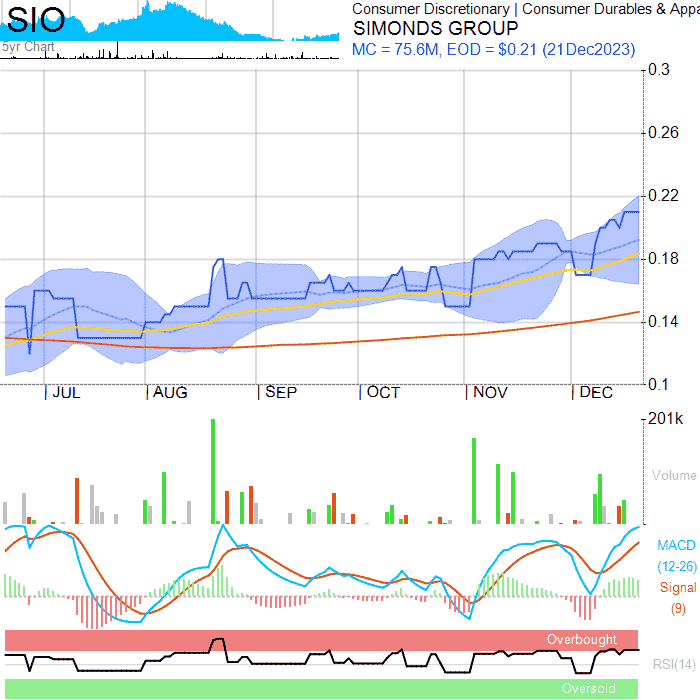 SIO
5yr Chart
Consumer Discretionary | Consumer Durables & Appa
SIMONDS GROUP
MC = 75.6M, EOD = $0.21 (21Dec2023)
0.3
0.26
0.22
0.18
0.14
0.1
JUL AUG SEP OCT NOV DEC
201k
Volume
MACD
(12-26)
Signal
(9)
Overbought
RSI(14)
Oversold